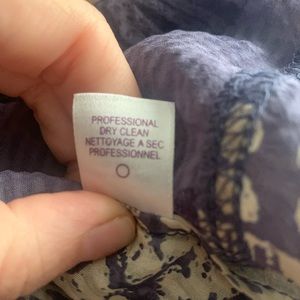 PROFESSIONAL
DRY CLEAN
NETTOYAGE A SEC
PROFESSIONNEL